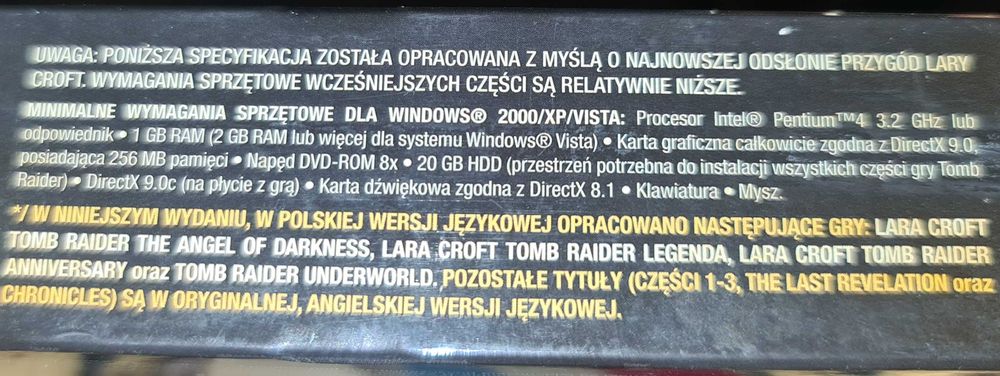 UWAGA: PONIŻSZA SPECYFIKACJA ZOSTAŁA OPRACOWANA Z MYŚLĄ O NAJNOWSZEJ ODSŁONIE PRZYGÓD LARY
CROFT. WYMAGANIA SPRZĘTOWE WCZEŚNIEJSZYCH CZĘŚCI SĄ RELATYWNIE NIŻSZE.
MINIMALNE WYMAGANIA SPRZĘTOWE DLA WINDOWS® 2000/XP/VISTA: Procesor Intel® Pentium™4 3.2 GHz lub
odpowiednik • 1 GB RAM (2 GB RAM lub więcej dla systemu Windows® Vista) • Karta graficzna całkowicie zgodna z DirectX 9.0,
posiadająca 256 MB pamięci • Napęd DVD-ROM 8x • 20 GB HDD (przestrzeń potrzebna do instalacji wszystkich części gry Tomb
Raider) • DirectX 9.0c (na płycie z grą) • Karta dźwiękowa zgodna z DirectX 8.1 • Klawiatura • Mysz.
*/ W NINIEJSZYM WYDANIU, W POLSKIEJ WERSJI JĘZYKOWEJ OPRACOWANO NASTĘPUJĄCE GRY: LARA CROFT
TOMB RAIDER THE ANGEL OF DARKNESS, LARA CROFT TOMB RAIDER LEGENDA, LARA CROFT TOMB RAIDER
ANNIVERSARY oraz TOMB RAIDER UNDERWORLD. POZOSTAŁE TYTUŁY (CZĘŚCI 1-3, THE LAST REVELATION oraz
CHRONICLES) SĄ W ORYGINALNEJ, ANGIELSKIEJ WERSJI JĘZYKOWEJ.